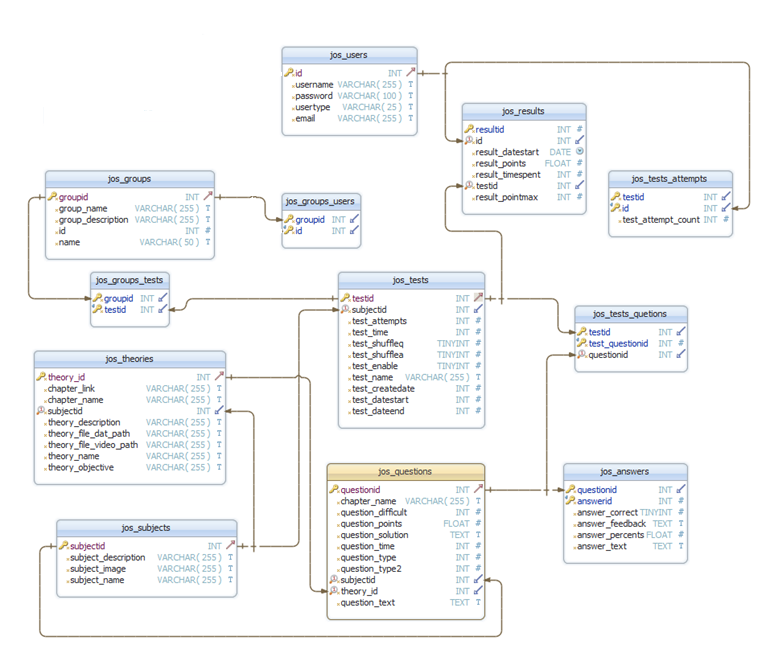 jos_users
id INT
username VARCHAR( 255 ) T
password VARCHAR( 100 ) T
usertype VARCHAR( 25 ) T
email VARCHAR( 255 ) T
jos_results
resultid INT #
id INT
result_datestart DATE
result_points FLOAT #
result_timespent INT #
testid INT
result_pointmax INT #
jos_tests_attempts
testid INT
id INT
test_attempt_count INT #
jos_groups
groupid INT
group_name VARCHAR( 255 ) T
group_description VARCHAR( 255 ) T
id INT #
name VARCHAR( 50 ) T
jos_groups_users
groupid INT
id INT
jos_groups_tests
groupid INT
testid INT
jos_tests
testid INT
subjectid INT
test_attempts INT #
test_time INT #
test_shuffleq TINYINT #
test_shufflea TINYINT #
test_enable TINYINT #
test_name VARCHAR( 255 ) T
test_createdate INT #
test_datestart INT #
test_dateend INT #
jos_tests_quetions
testid INT
test_questionid INT #
questionid INT
jos_theories
theory_id INT
chapter_link VARCHAR( 255 ) T
chapter_name VARCHAR( 255 ) T
subjectid INT
theory_description VARCHAR( 255 ) T
theory_file_dat_path VARCHAR( 255 ) T
theory_file_video_path VARCHAR( 255 ) T
theory_name VARCHAR( 255 ) T
theory_objective VARCHAR( 255 ) T
jos_questions
questionid INT
chapter_name VARCHAR( 255 ) T
question_difficult INT #
question_points FLOAT #
question_solution TEXT T
question_time INT #
question_type INT #
question_type2 INT #
subjectid INT
theory_id INT
question_text TEXT T
jos_answers
questionid INT
answerid INT #
answer_correct TINYINT #
answer_feedback TEXT T
answer_percents FLOAT #
answer_text TEXT T
jos_subjects
subjectid INT
subject_description VARCHAR( 255 ) T
subject_image VARCHAR( 255 ) T
subject_name VARCHAR( 255 ) T